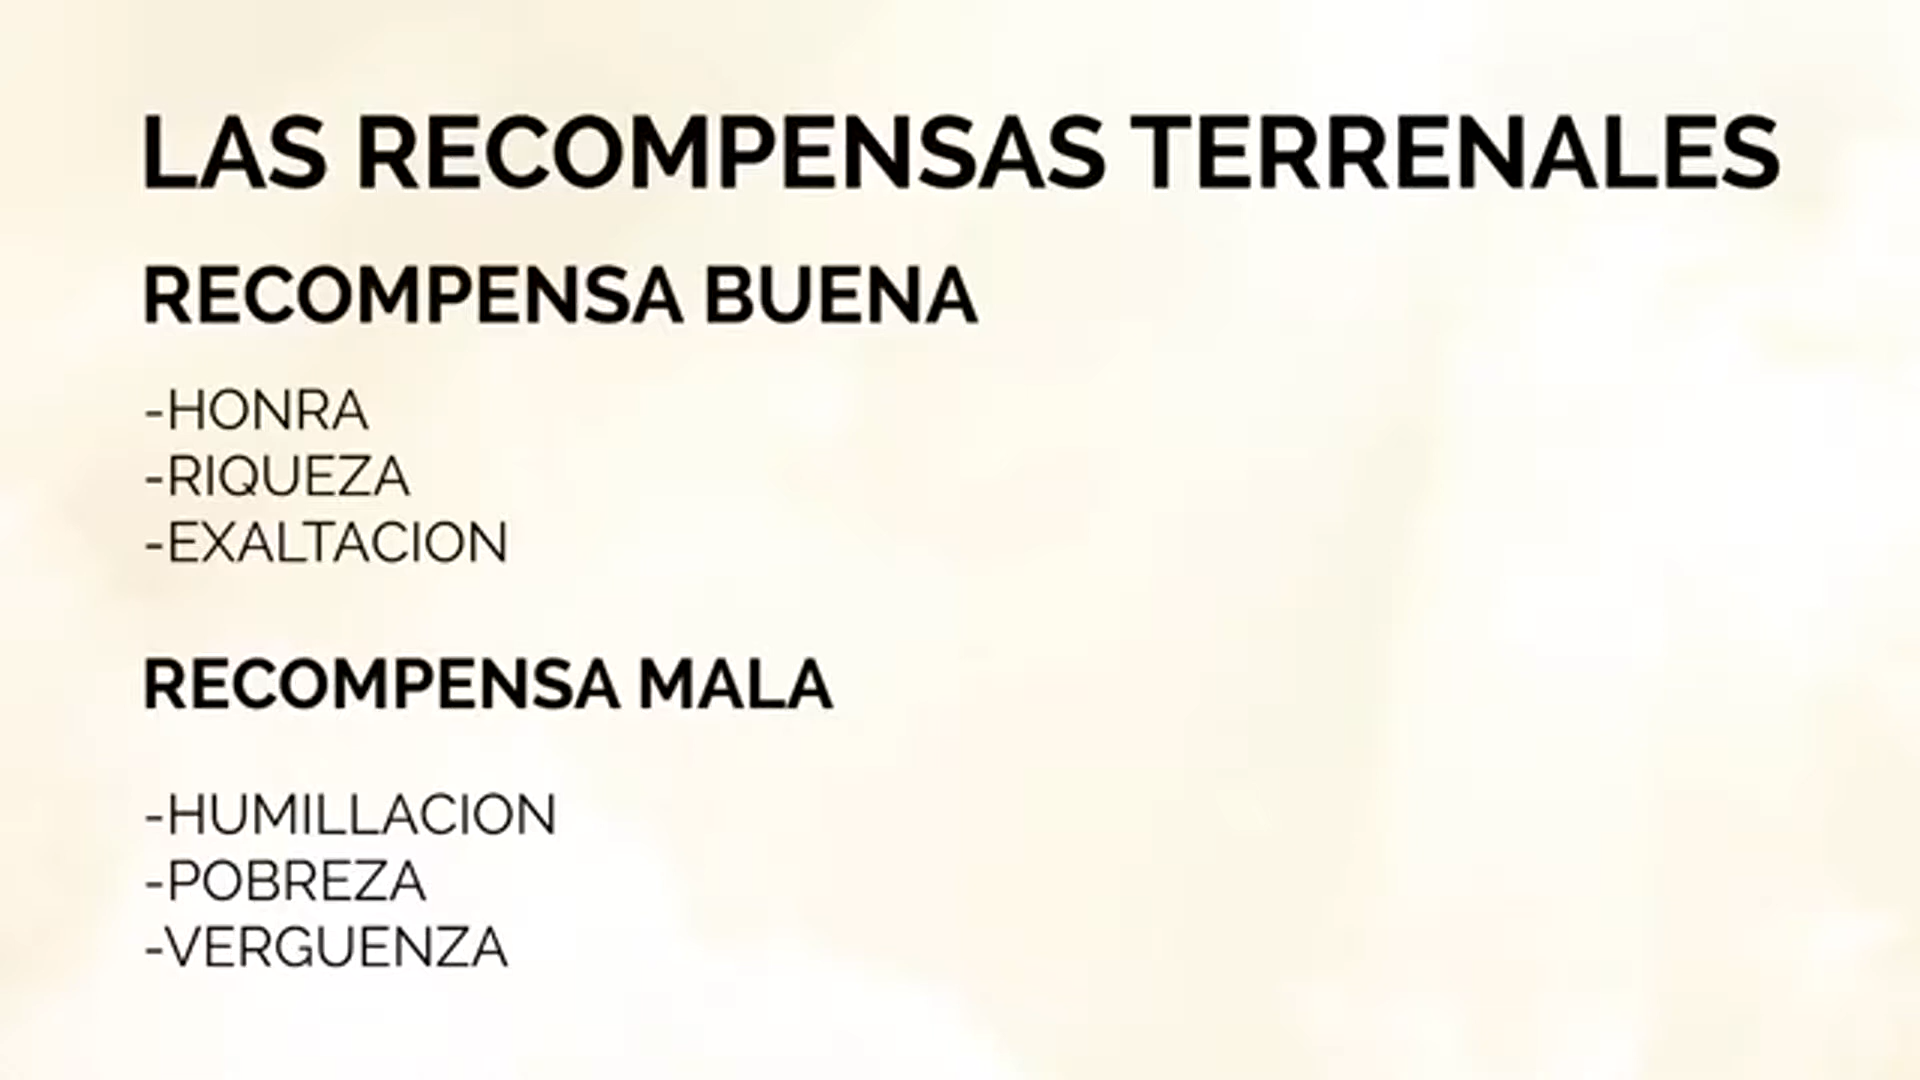 LAS RECOMPENSAS TERRENALES
RECOMPENSA BUENA
-HONRA
-RIQUEZA
-EXALTACION
RECOMPENSA MALA
-HUMILLACION
-POBREZA
-VERGUENZA